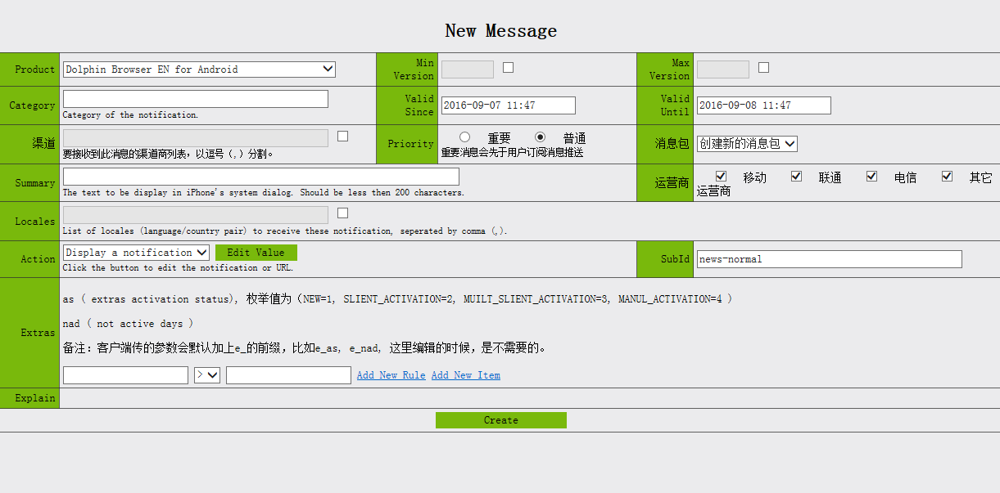 New Message
Product Dolphin Browser EN for Android Min Version Max Version
Category Category of the notification. Valid Since 2016-09-07 11:47 Valid Until 2016-09-08 11:47
渠道 要接收到此消息的渠道商列表，以逗号（,）分割。 Priority 重要 普通 重要消息会先于用户订阅消息推送 消息包 创建新的消息包
Summary The text to be display in iPhone's system dialog. Should be less then 200 characters. 运营商 移动 联通 电信 其它运营商
Locales List of locales (language/country pair) to receive these notification, seperated by comma (,).
Action Display a notification Edit Value
Click the button to edit the notification or URL. SubId news-normal
Extras
as ( extras activation status), 枚举值为（NEW=1, SLIENT_ACTIVATION=2, MUILT_SLIENT_ACTIVATION=3, MANUL_ACTIVATION=4 ）
nad ( not active days )
备注：客户端传的参数会默认加上e_的前缀，比如e_as, e_nad, 这里编辑的时候，是不需要的。
> Add New Rule Add New Item
Explain
Create